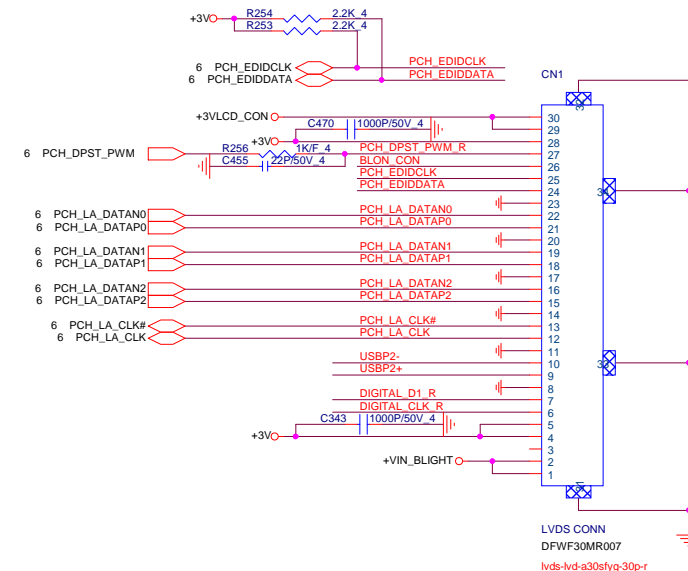 R254 2.2K_4
+3V
R253 2.2K_4
6 PCH_EDIDCLK PCH_EDIDCLK
6 PCH_EDIDDATA PCH_EDIDDATA
CN1
+3VLCD_CON 30
C470 1000P/50V_4 29
+3V 28
6 PCH_DPST_PWM R256 1K/F_4 PCH_DPST_PWM_R 27
C455 22P/50V_4 BLON_CON 26
PCH_EDIDCLK 25
PCH_EDIDDATA 24
34
23
6 PCH_LA_DATAN0 PCH_LA_DATAN0 22
6 PCH_LA_DATAP0 PCH_LA_DATAP0 21
20
6 PCH_LA_DATAN1 PCH_LA_DATAN1 19
6 PCH_LA_DATAP1 PCH_LA_DATAP1 18
17
6 PCH_LA_DATAN2 PCH_LA_DATAN2 16
6 PCH_LA_DATAP2 PCH_LA_DATAP2 15
14
6 PCH_LA_CLK# PCH_LA_CLK# 13
6 PCH_LA_CLK PCH_LA_CLK 12
11
USBP2- 10
33
USBP2+ 9
8
DIGITAL_D1_R 7
DIGITAL_CLK_R 6
C343 1000P/50V_4 5
+3V 4
3
+VIN_BLIGHT 2
1
LVDS CONN
DFWF30MR007
lvds-lvd-a30sfyg-30p-r